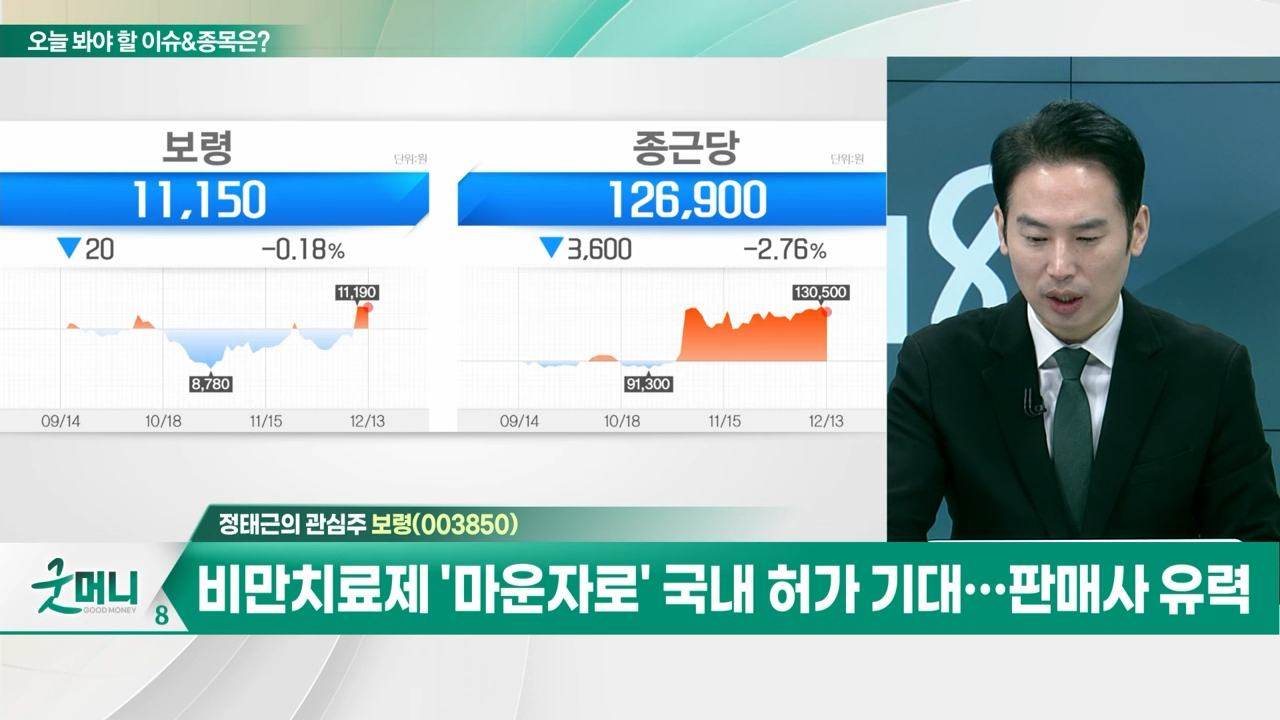 오늘 봐야 할 이슈&종목은?
보령
단위:원
11,150
▼20 -0.18%
11,190
8,780
09/14 10/18 11/15 12/13
종근당
단위:원
126,900
▼3,600 -2.76%
130,500
91,300
09/14 10/18 11/15 12/13
정태근의 관심주 보령(003850)
굿머니
GOOD MONEY
8
비만치료제 '마운자로' 국내 허가 기대…판매사 유력